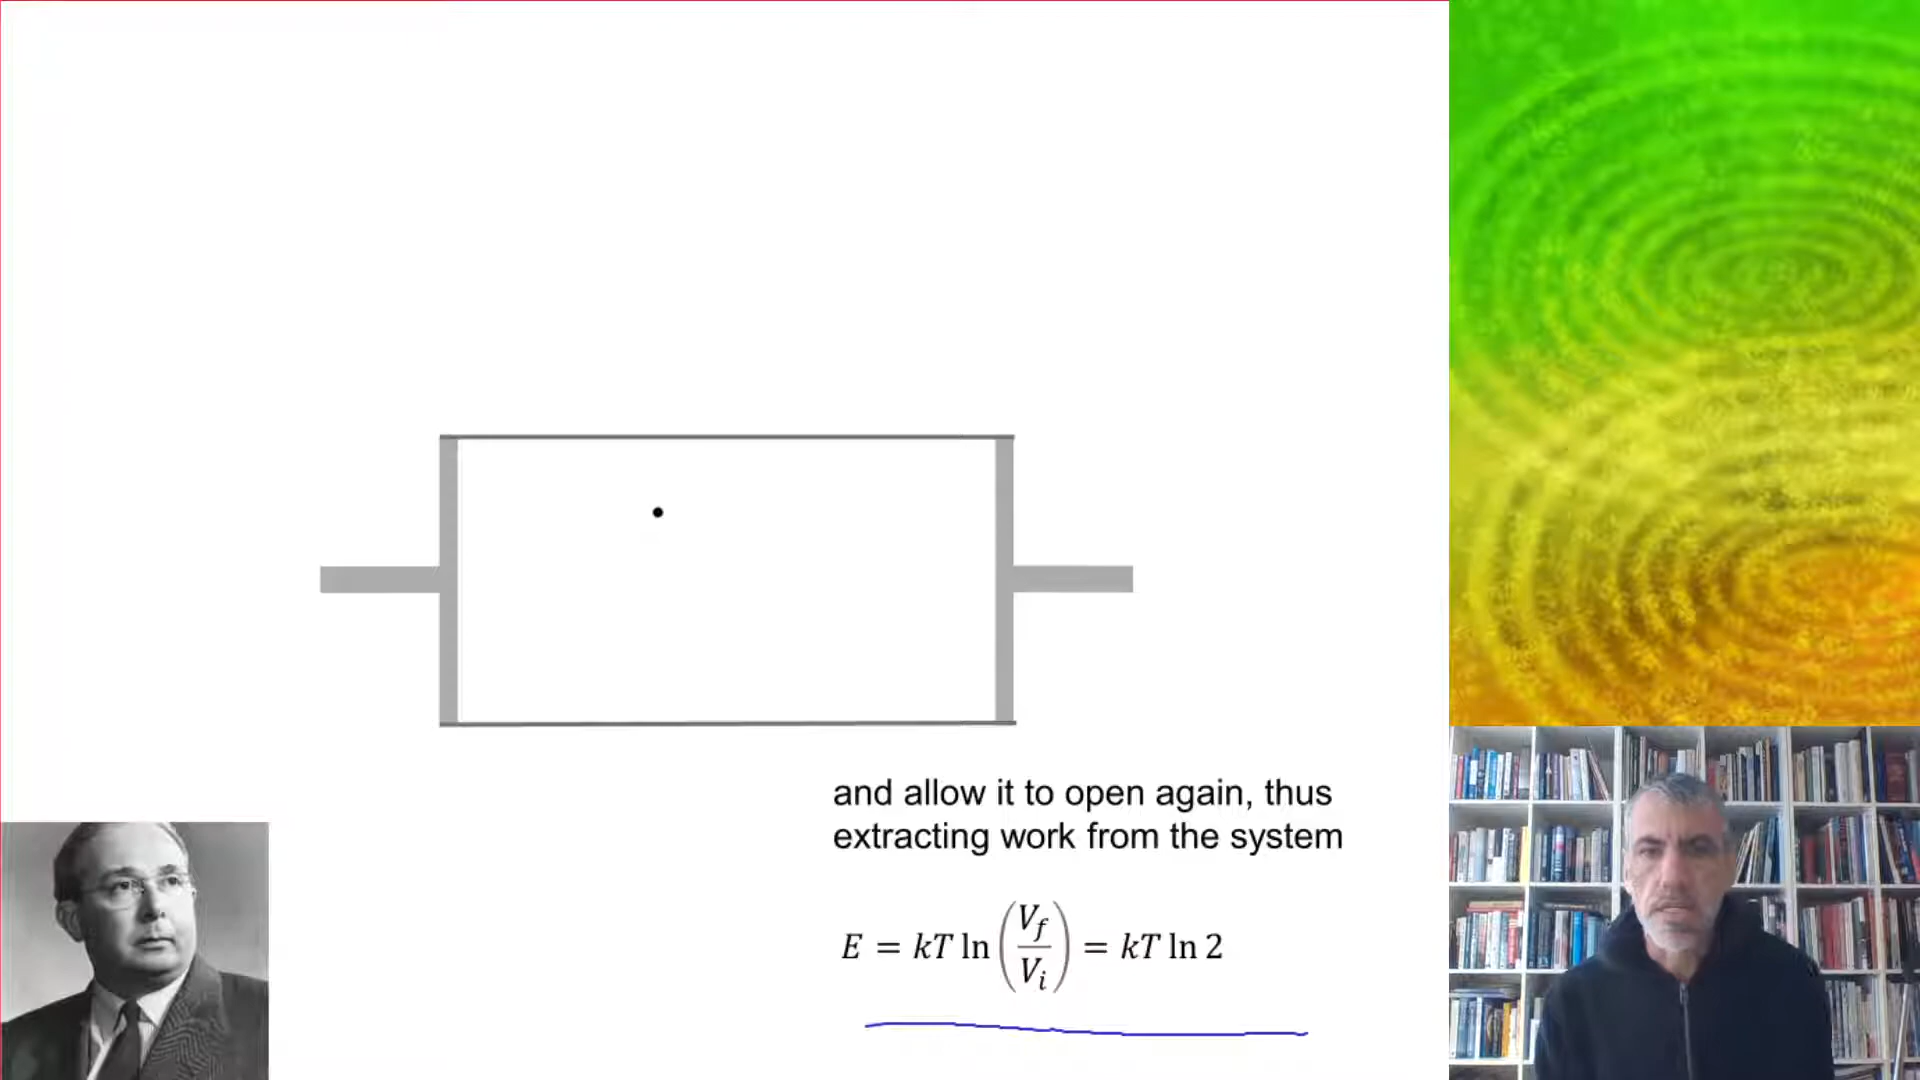 and allow it to open again, thus
extracting work from the system
E = kT ln (V_f / V_i) = kT ln 2